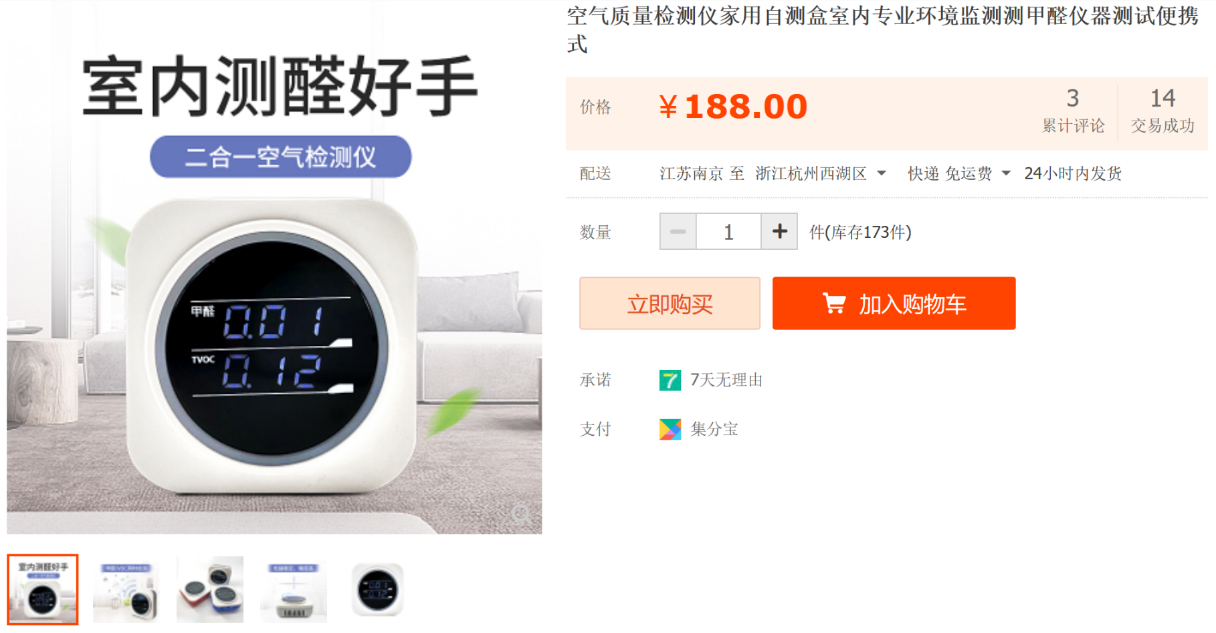 空气质量检测仪家用自测盒室内专业环境监测测甲醛仪器测试便携
式
室内测醛好手
二合一空气检测仪
甲醛 0.01
TVOC 0.12
价格 ￥188.00
3 累计评论
14 交易成功
配送 江苏南京 至 浙江杭州西湖区 快递 免运费 24小时内发货
数量 1 件(库存173件)
立即购买 加入购物车
承诺 7天无理由
支付 集分宝
室内测醛好手